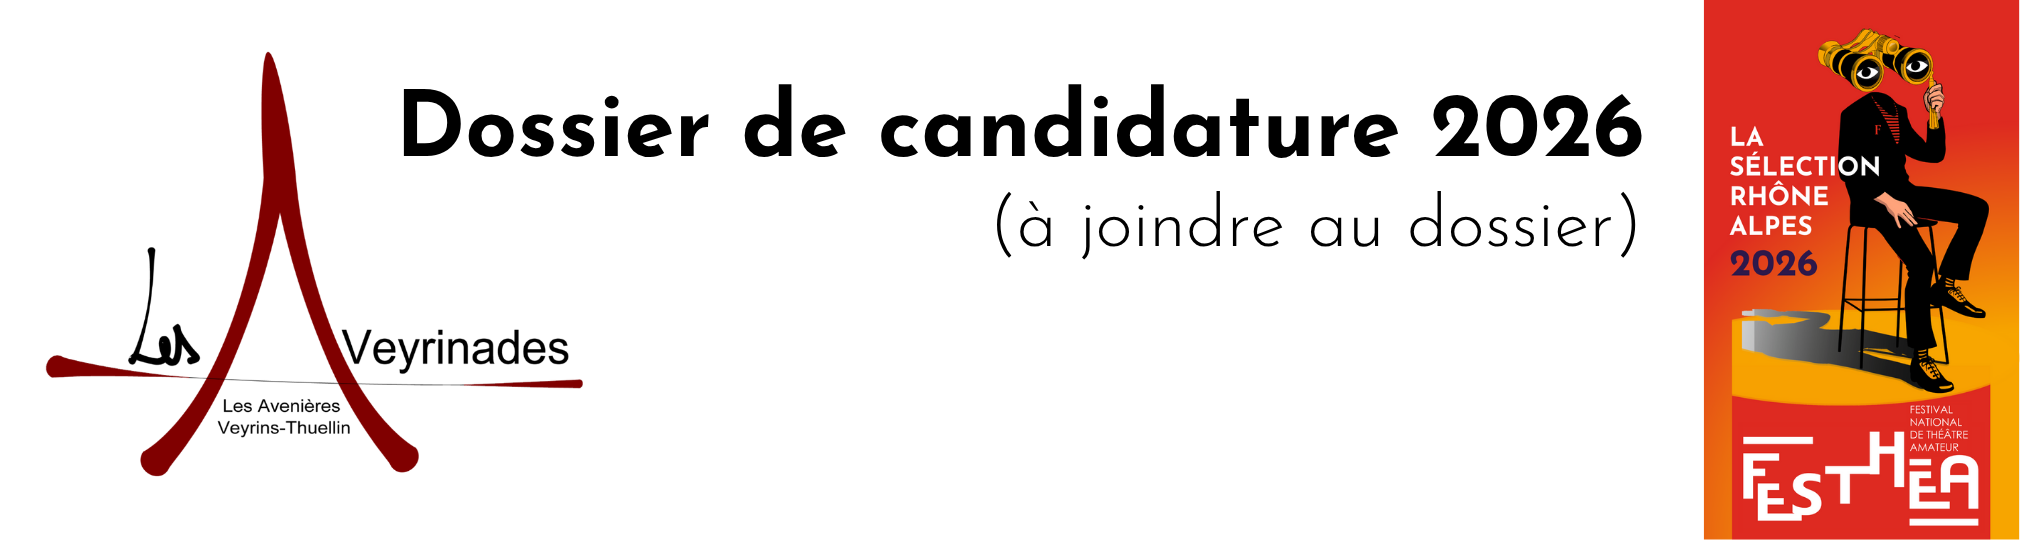 Dossier de candidature 2026
(à joindre au dossier)
Les
Veyrinades
Les Avenières
Veyrins-Thuellin
LA
SÉLECTION
RHÔNE
ALPES
2026
FESTIVAL
NATIONAL
DE THÉÂTRE
AMATEUR
FESTHÉA